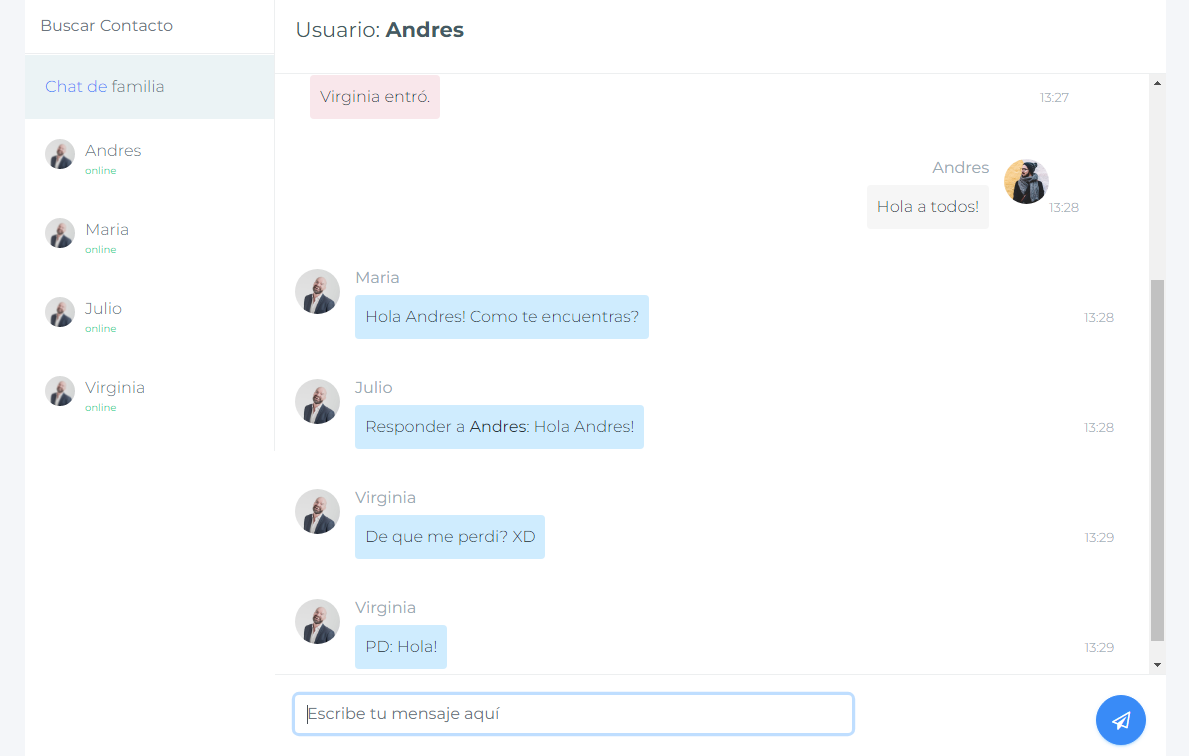 Buscar Contacto
Chat de familia
Andres
online
Maria
online
Julio
online
Virginia
online
Usuario: Andres
Virginia entró.
13:27
Andres
Hola a todos!
13:28
Maria
Hola Andres! Como te encuentras?
13:28
Julio
Responder a Andres: Hola Andres!
13:28
Virginia
De que me perdi? XD
13:29
Virginia
PD: Hola!
13:29
Escribe tu mensaje aquí